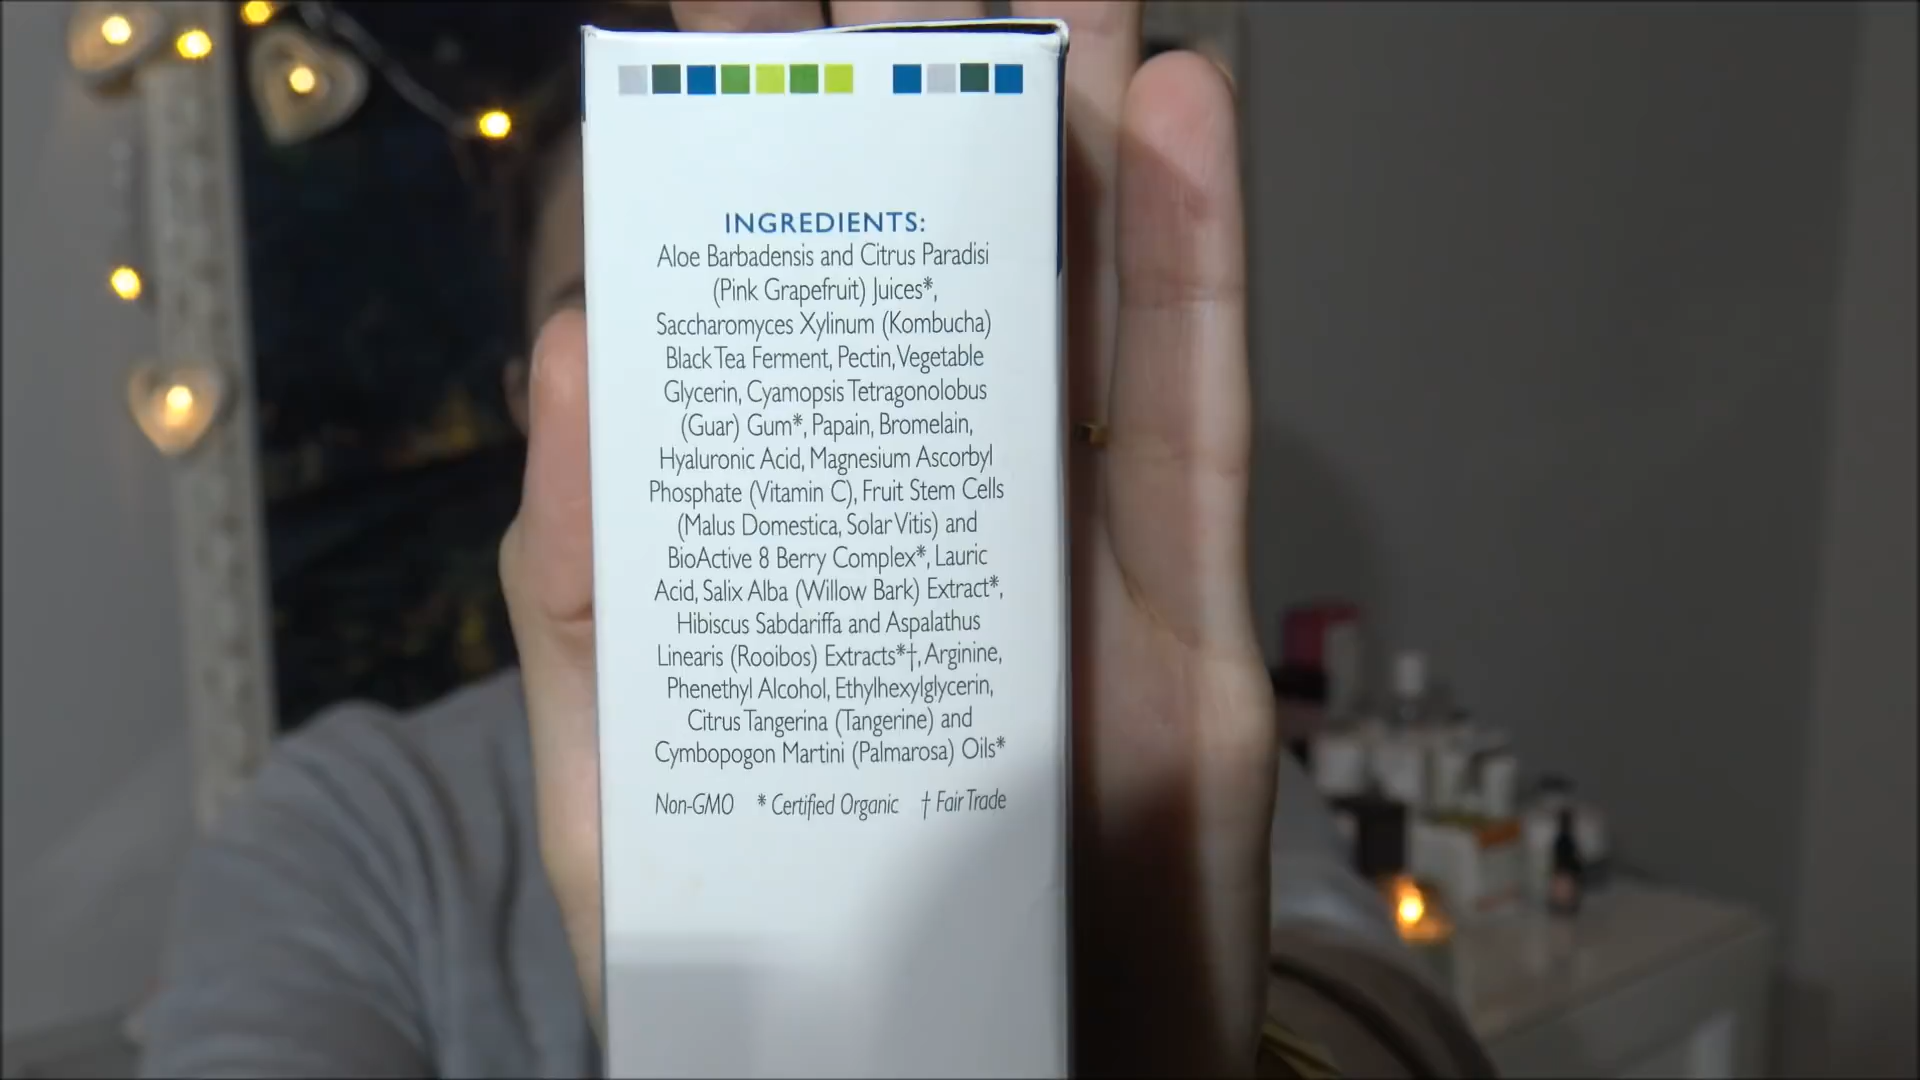 INGREDIENTS:
Aloe Barbadensis and Citrus Paradisi
(Pink Grapefruit) Juices*,
Saccharomyces Xylinum (Kombucha)
Black Tea Ferment, Pectin, Vegetable
Glycerin, Cyamopsis Tetragonolobus
(Guar) Gum*, Papain, Bromelain,
Hyaluronic Acid, Magnesium Ascorbyl
Phosphate (Vitamin C), Fruit Stem Cells
(Malus Domestica, Solar Vitis) and
BioActive 8 Berry Complex*, Lauric
Acid, Salix Alba (Willow Bark) Extract*,
Hibiscus Sabdariffa and Aspalathus
Linearis (Rooibos) Extracts*†, Arginine,
Phenethyl Alcohol, Ethylhexylglycerin,
Citrus Tangerina (Tangerine) and
Cymbopogon Martini (Palmarosa) Oils*
Non-GMO * Certified Organic † Fair Trade